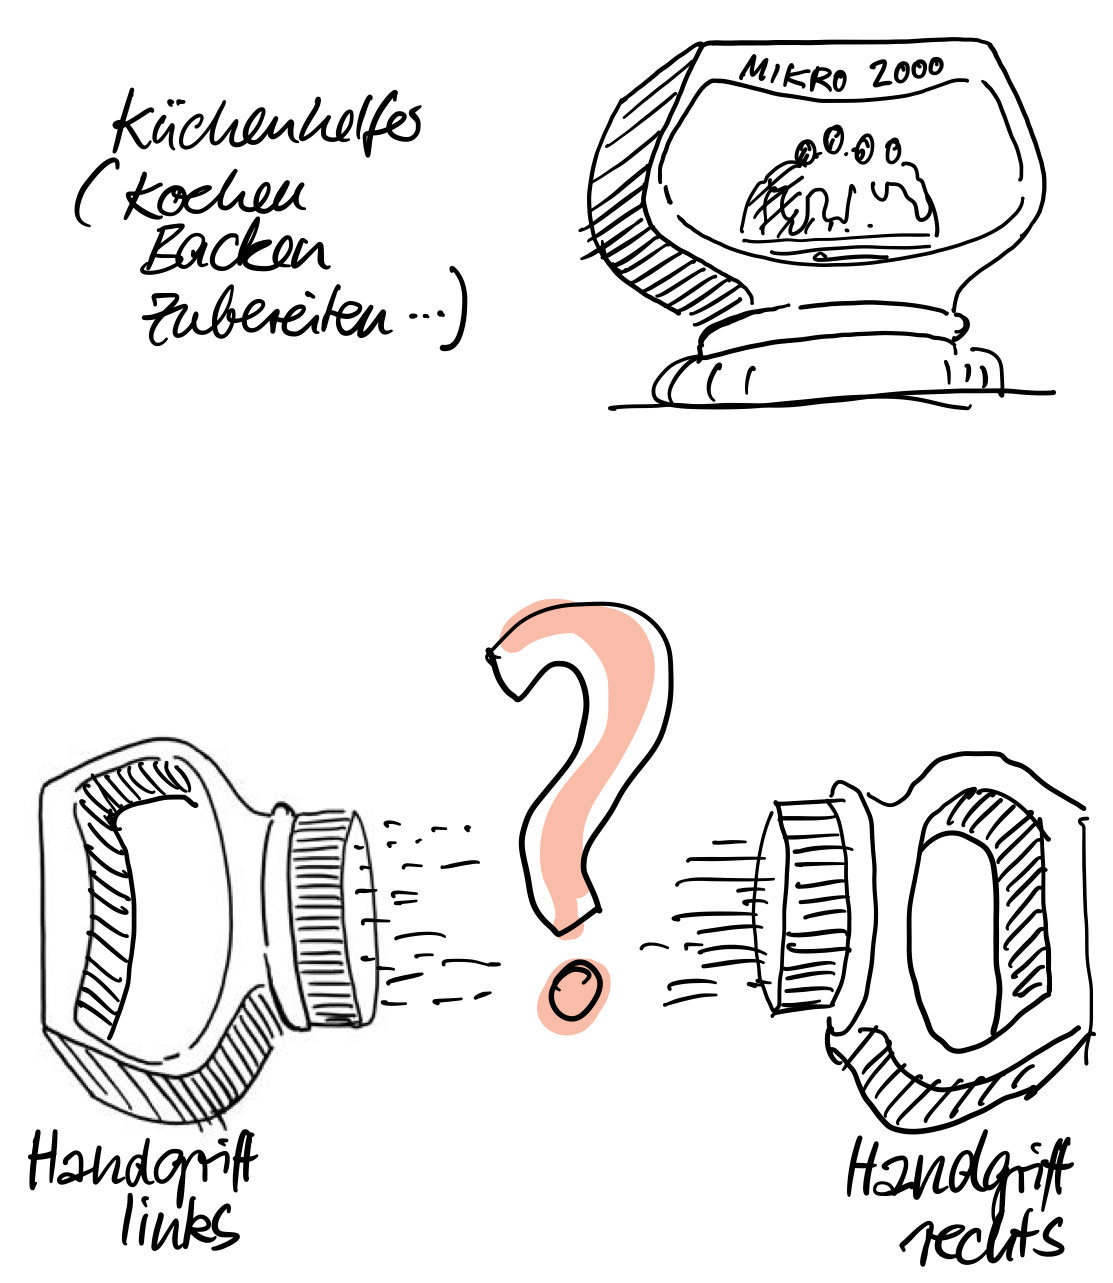 Küchenhelfer
(Kochen
Backen
Zubereiten ...)
MIKRO 2000
?
Handgriff
links
Handgriff
rechts